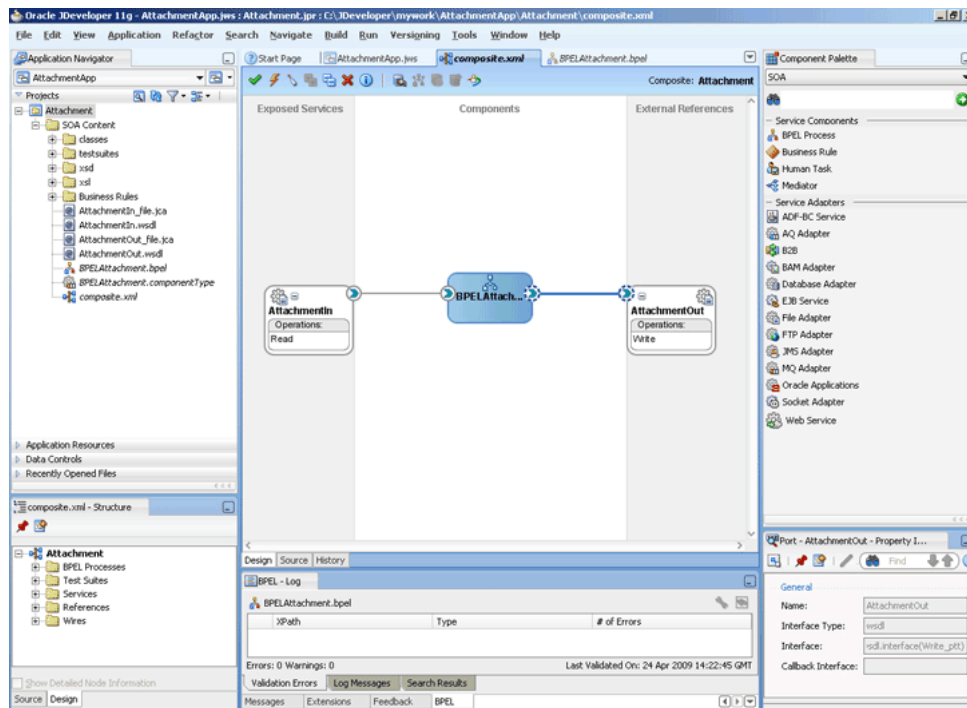 Oracle JDeveloper 11g - AttachmentApp.jws : Attachment.jpr : C:\JDeveloper\mywork\AttachmentApp\Attachment\composite.xml
File Edit View Application Refactor Search Navigate Build Run Versioning Tools Window Help
Application Navigator
AttachmentApp
Projects
Attachment
SOA Content
classes
testsuites
xsd
xsl
Business Rules
AttachmentIn_file.jca
AttachmentIn.wsdl
AttachmentOut_file.jca
AttachmentOut.wsdl
BPELAttachment.bpel
BPELAttachment.componentType
composite.xml
Application Resources
Data Controls
Recently Opened Files
composite.xml - Structure
Attachment
BPEL Processes
Test Suites
Services
References
Wires
Show Detailed Node Information
Source Design
Start Page AttachmentApp.jws composite.xml BPELAttachment.bpel
Composite: Attachment
Exposed Services Components External References
AttachmentIn
Operations:
Read
BPELAttach...
AttachmentOut
Operations:
Write
Design Source History
BPEL - Log
BPELAttachment.bpel
XPath Type # of Errors
Errors: 0 Warnings: 0 Last Validated On: 24 Apr 2009 14:22:45 GMT
Validation Errors Log Messages Search Results
Messages Extensions Feedback BPEL
Component Palette
SOA
Service Components
BPEL Process
Business Rule
Human Task
Mediator
Service Adapters
ADF-BC Service
AQ Adapter
B2B
BAM Adapter
Database Adapter
EJB Service
File Adapter
FTP Adapter
JMS Adapter
MQ Adapter
Oracle Applications
Socket Adapter
Web Service
Port - AttachmentOut - Property I...
Find
General
Name: AttachmentOut
Interface Type: wsdl
Interface: sdl.interface(Write_ptt)
Callback Interface: